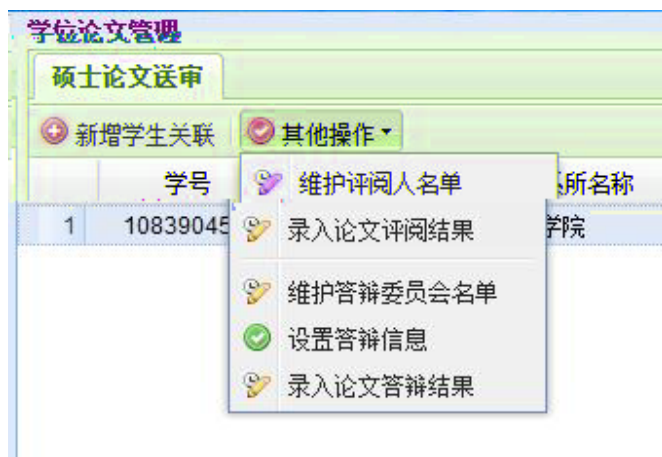 学位论文管理
硕士论文送审
新增学生关联 其他操作
学号 系所名称
1 10839045 学院
维护评阅人名单
录入论文评阅结果
维护答辩委员会名单
设置答辩信息
录入论文答辩结果